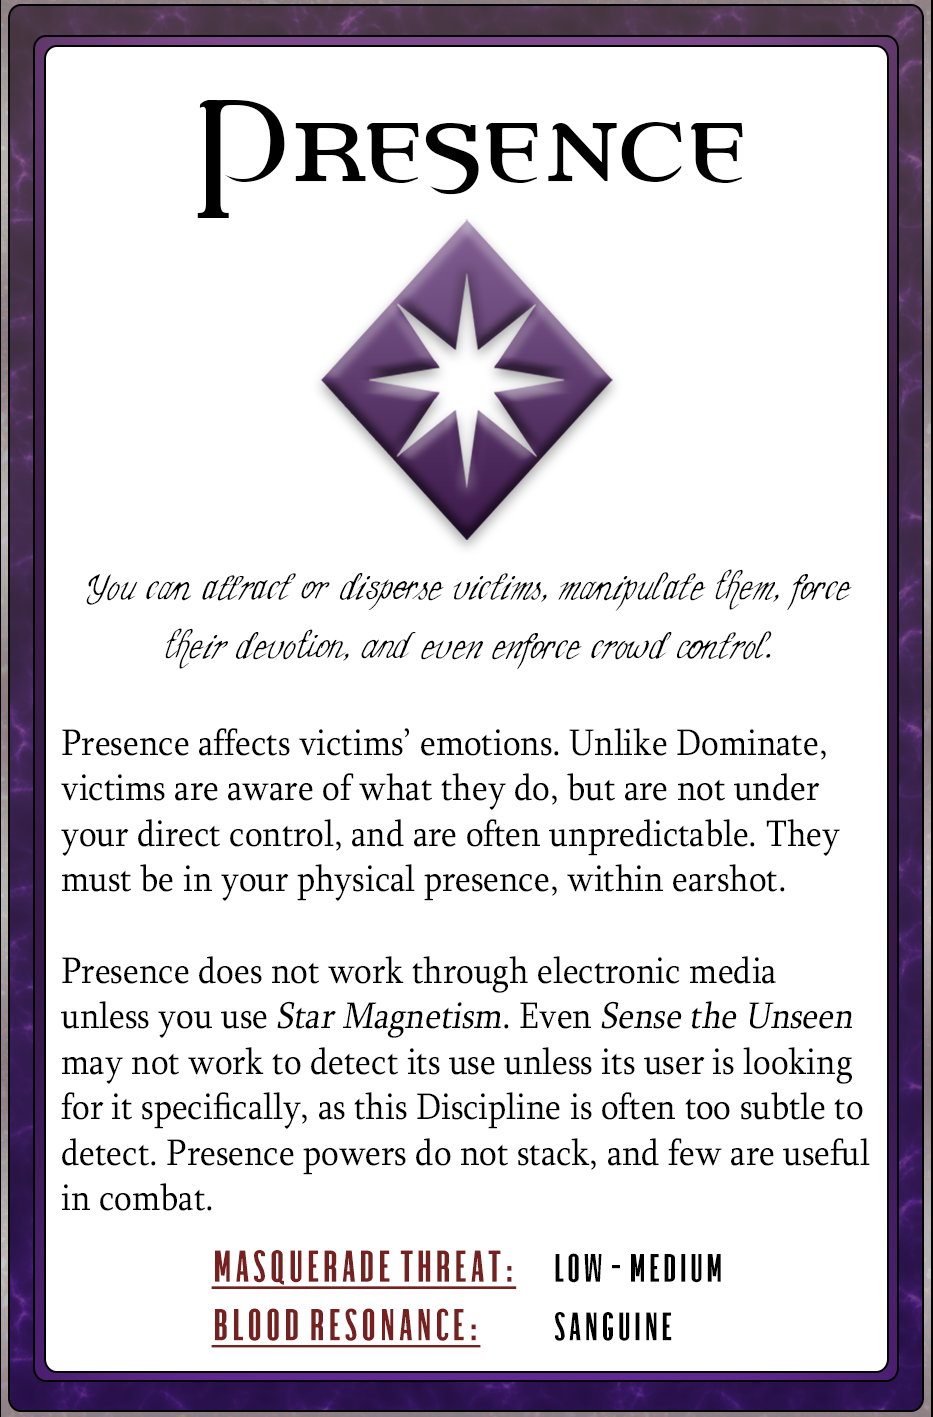 Presence
You can attract or disperse victims, manipulate them, force
their devotion, and even enforce crowd control.
Presence affects victims’ emotions. Unlike Dominate,
victims are aware of what they do, but are not under
your direct control, and are often unpredictable. They
must be in your physical presence, within earshot.
Presence does not work through electronic media
unless you use Star Magnetism. Even Sense the Unseen
may not work to detect its use unless its user is looking
for it specifically, as this Discipline is often too subtle to
detect. Presence powers do not stack, and few are useful
in combat.
MASQUERADE THREAT: LOW - MEDIUM
BLOOD RESONANCE: SANGUINE